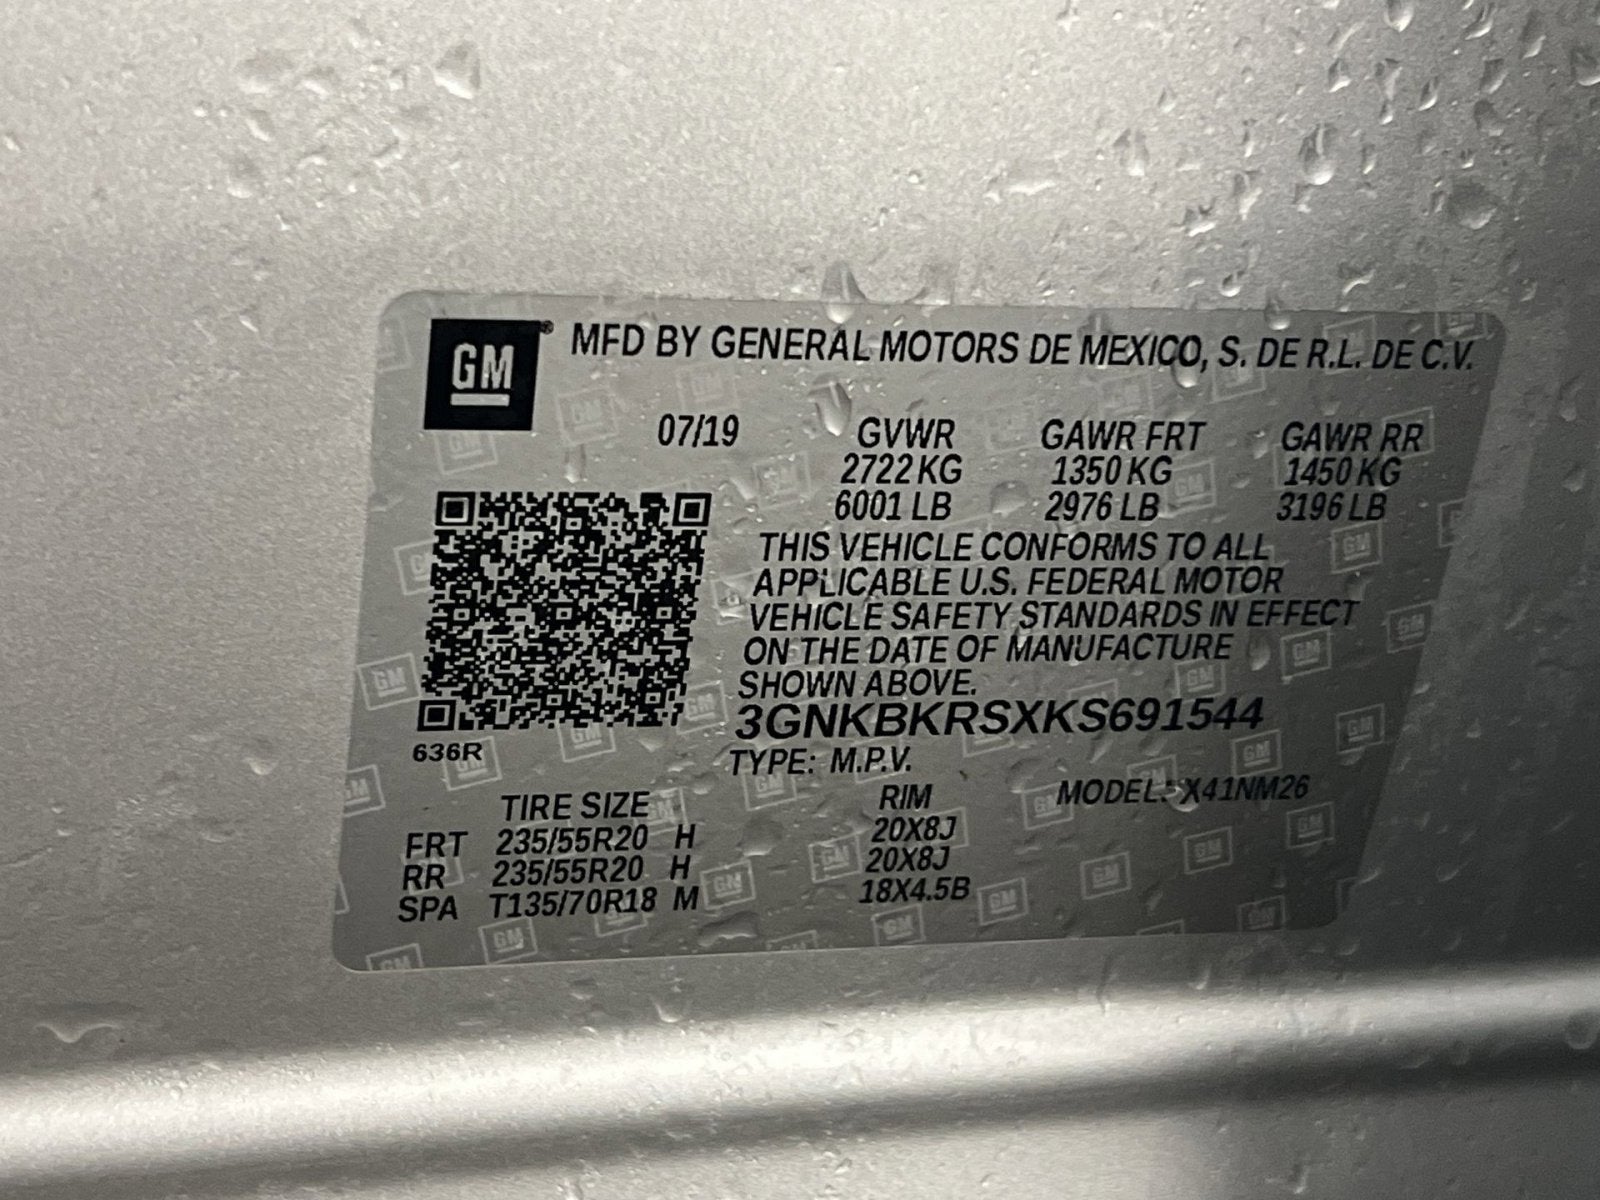 GM® MFD BY GENERAL MOTORS DE MEXICO, S. DE R.L. DE C.V.
07/19 GVWR GAWR FRT GAWR RR
2722 KG 1350 KG 1450 KG
6001 LB 2976 LB 3196 LB
THIS VEHICLE CONFORMS TO ALL
APPLICABLE U.S. FEDERAL MOTOR
VEHICLE SAFETY STANDARDS IN EFFECT
ON THE DATE OF MANUFACTURE
SHOWN ABOVE.
3GNKBKRSXKS691544
636R
TYPE: M.P.V.
TIRE SIZE RIM MODEL: X41NM26
FRT 235/55R20 H 20X8J
RR 235/55R20 H 20X8J
SPA T135/70R18 M 18X4.5B